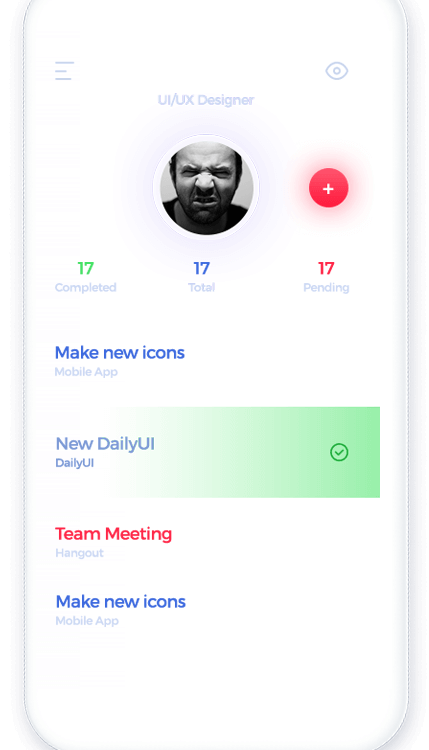 UI/UX Designer
+
17 17 17
Completed Total Pending
Make new icons
Mobile App
New DailyUI
DailyUI
Team Meeting
Hangout
Make new icons
Mobile App